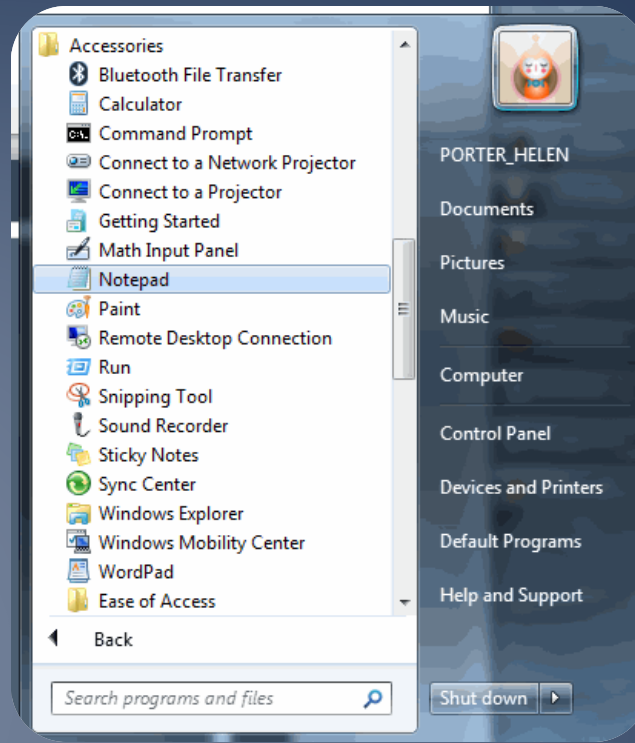 Accessories
Bluetooth File Transfer
Calculator
C:\.
Command Prompt
Connect to a Network Projector
Connect to a Projector
Getting Started
Math Input Panel
Notepad
Paint
Remote Desktop Connection
Run
Snipping Tool
Sound Recorder
Sticky Notes
Sync Center
Windows Explorer
Windows Mobility Center
WordPad
Ease of Access
Back
Search programs and files
PORTER_HELEN
Documents
Pictures
Music
Computer
Control Panel
Devices and Printers
Default Programs
Help and Support
Shut down